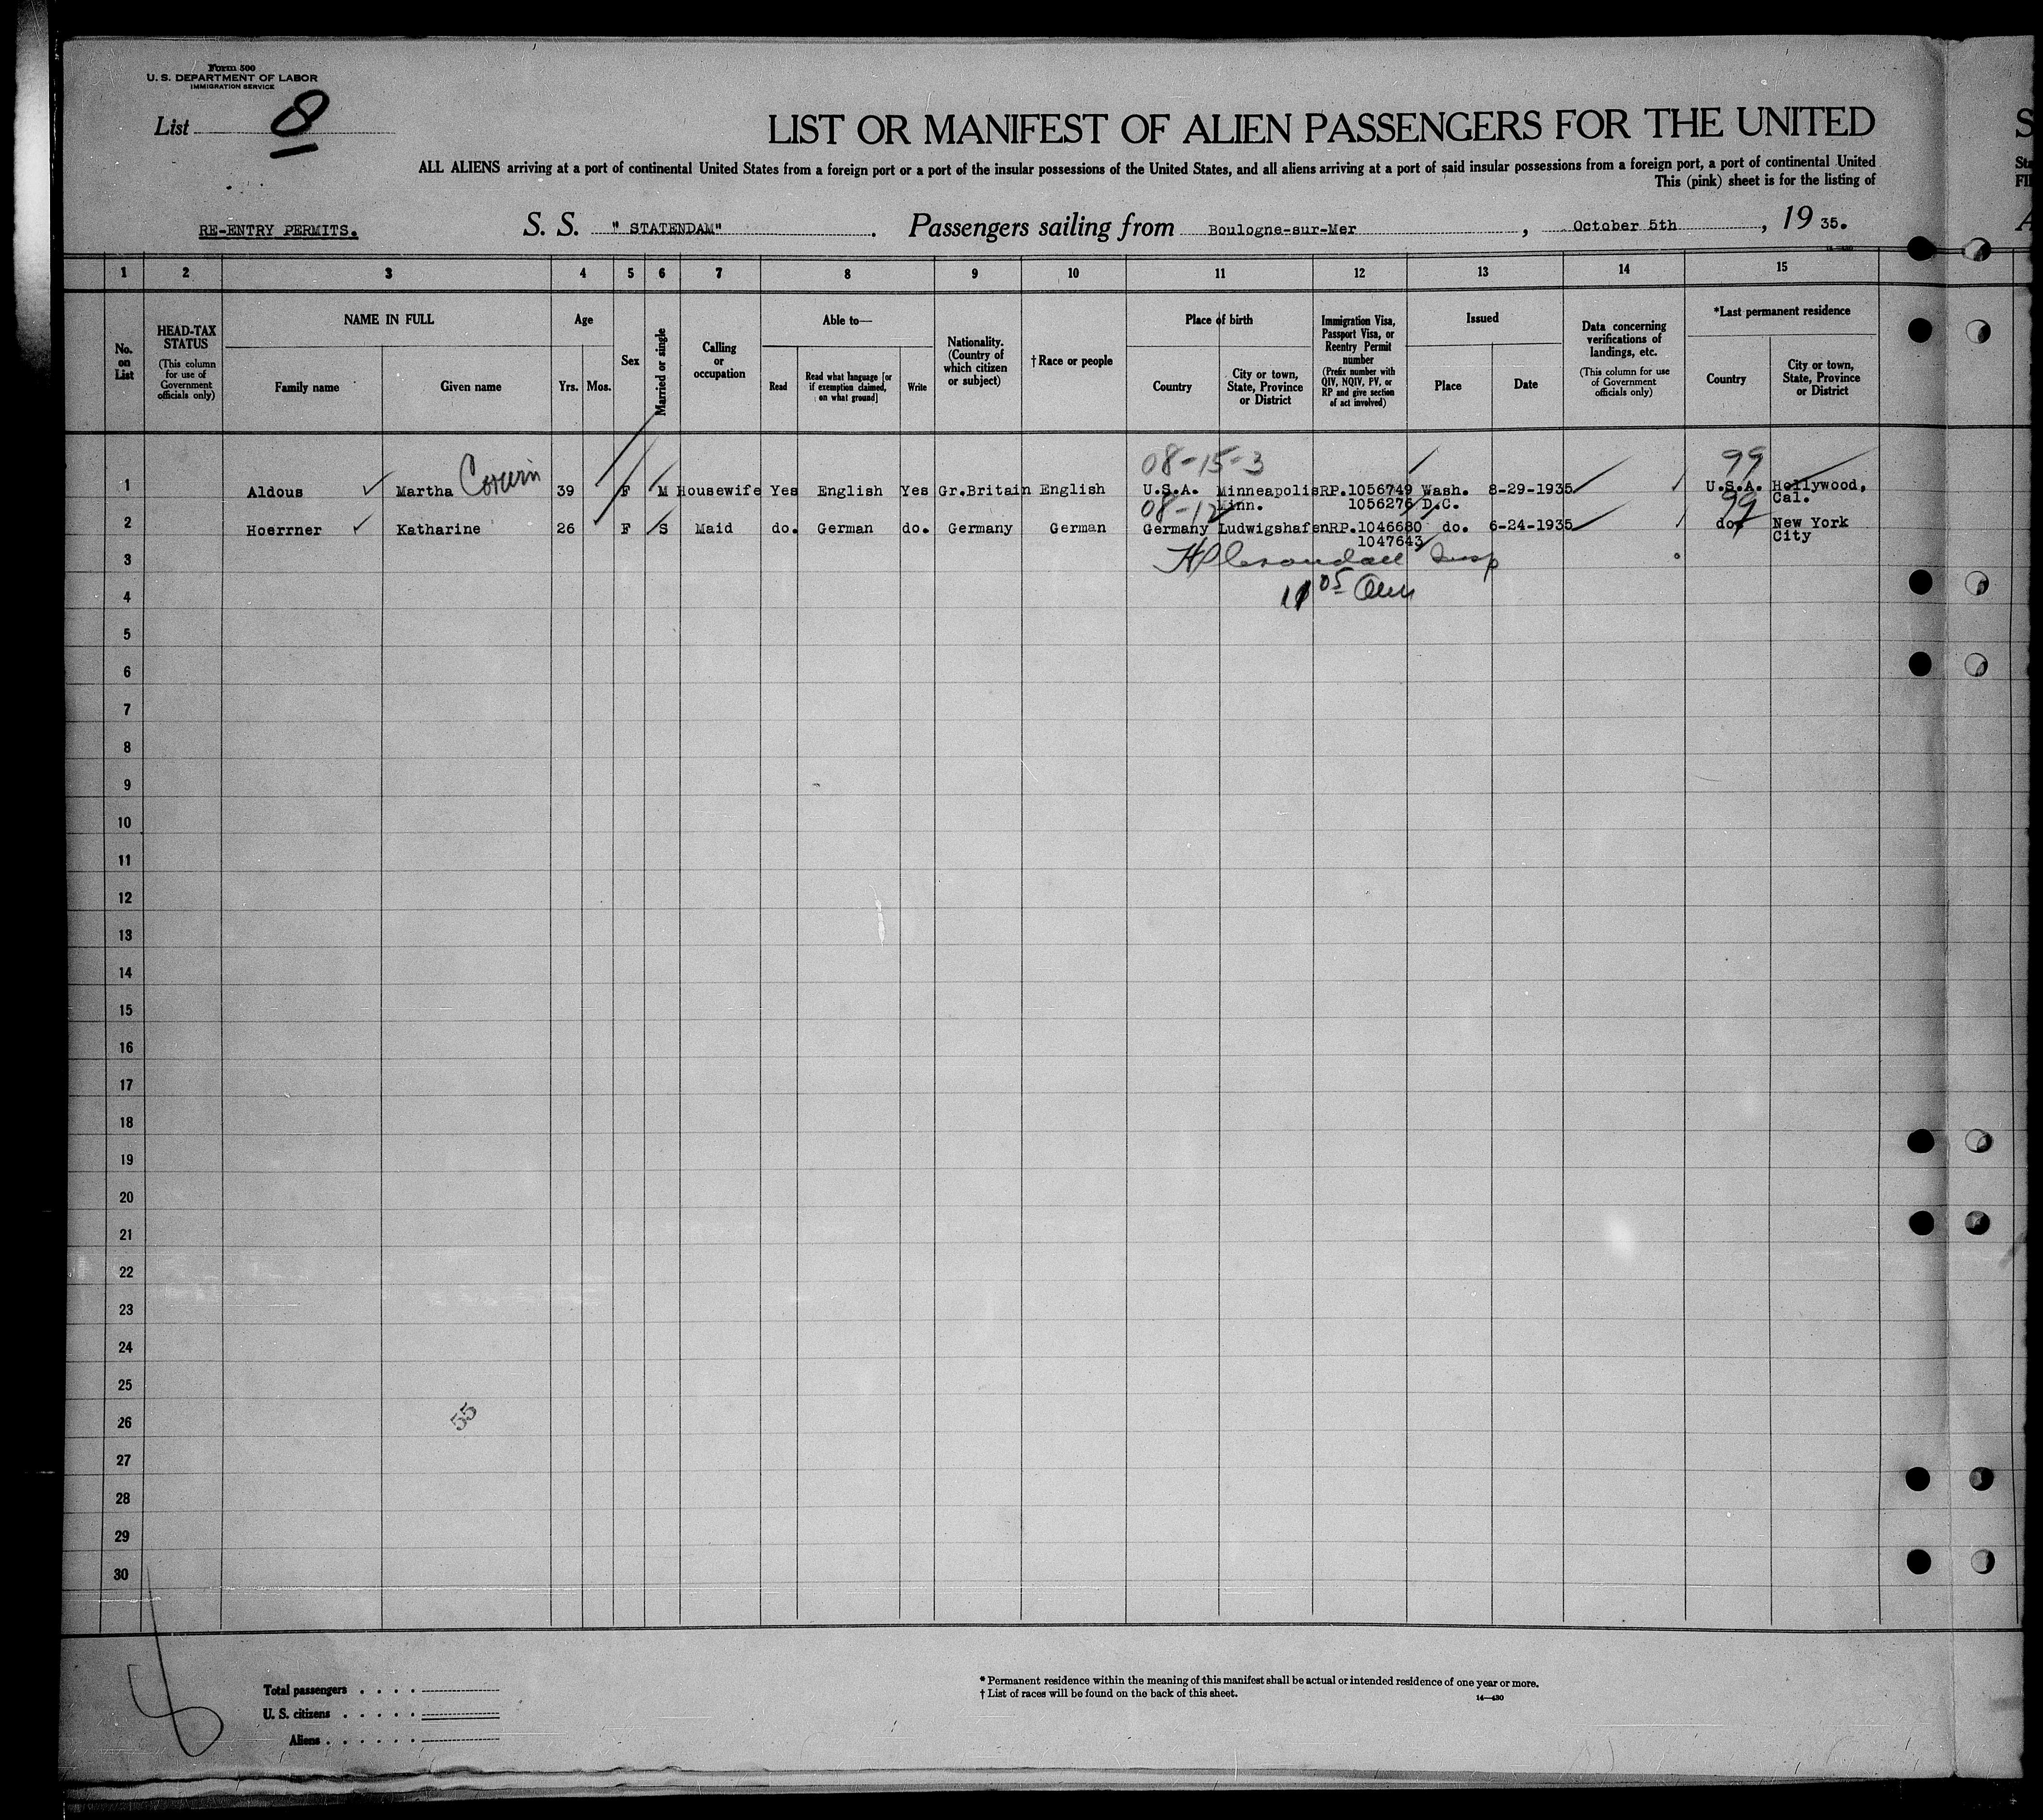 Form 500
U. S. DEPARTMENT OF LABOR
IMMIGRATION SERVICE
List 8
LIST OR MANIFEST OF ALIEN PASSENGERS FOR THE UNITED
ALL ALIENS arriving at a port of continental United States from a foreign port or a port of the insular possessions of the United States, and all aliens arriving at a port of said insular possessions from a foreign port, a port of continental United
This (pink) sheet is for the listing of
RE-ENTRY PERMITS. S. S. "STATENDAM". Passengers sailing from Boulogne-sur-Mer, October 5th, 1935.
1 2 3 4 5 6 7 8 9 10 11 12 13 14 15
No. on List
HEAD-TAX STATUS (This column for use of Government officials only)
NAME IN FULL
Family name Given name
Age
Yrs. Mos.
Sex
Married or single
Calling or occupation
Able to—
Read
Read what language [or if exemption claimed, on what ground]
Write
Nationality. (Country of which citizen or subject)
†Race or people
Place of birth
Country
City or town, State, Province or District
Immigration Visa, Passport Visa, or Reentry Permit number (Prefix number with QIV, NQIV, PV, or RP and give section of act involved)
Issued
Place Date
Data concerning verifications of landings, etc. (This column for use of Government officials only)
*Last permanent residence
Country
City or town, State, Province or District
08-15-3 99
1 Aldous Martha 39 F M Housewife Yes English Yes Gr.Britain English U.S.A. Minneapolis RP.1056749 Wash. 8-29-1935 U.S.A. Hollywood,
08-12 Minn. 1056276 D.C. 99 Cal.
2 Hoerrner Katharine 26 F S Maid do. German do. Germany German Germany Ludwigshafen RP.1046680 do. 6-24-1935 do. New York
1047643 City
3
4 11 05 am
5
6
7
8
9
10
11
12
13
14
15
16
17
18
19
20
21
22
23
24
25
26 55
27
28
29
30
8
Total passengers
U. S. citizens
Aliens
* Permanent residence within the meaning of this manifest shall be actual or intended residence of one year or more.
† List of races will be found on the back of this sheet.
14—430